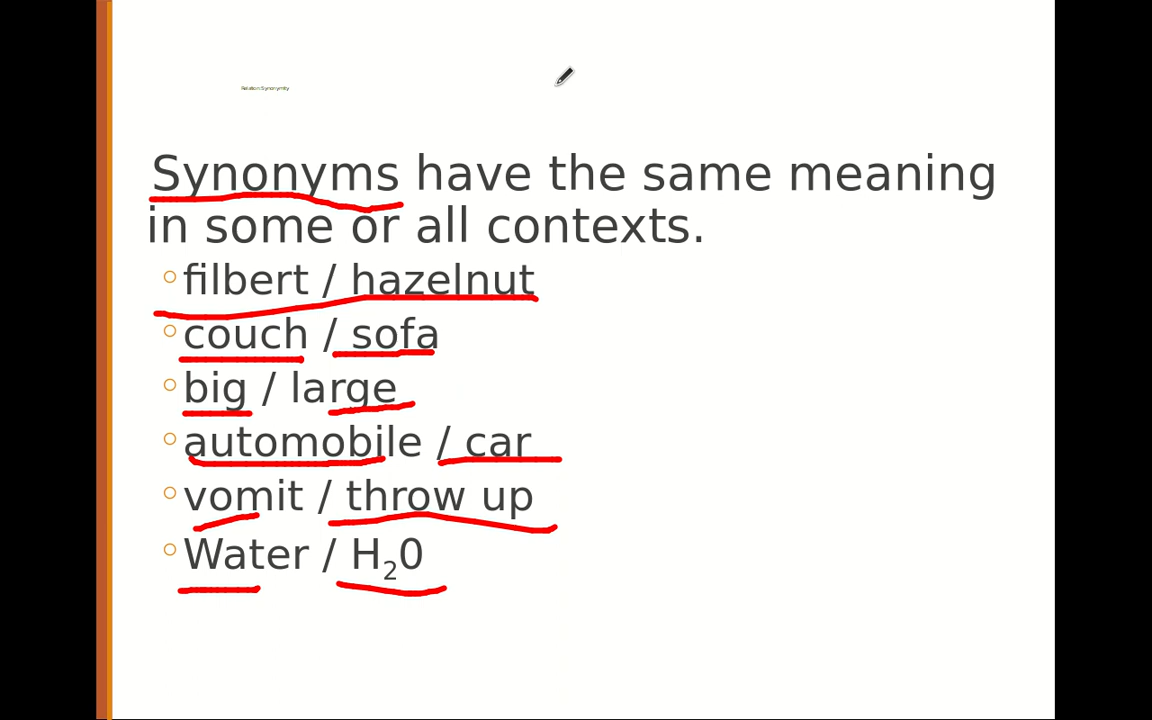 Relation:Synonymity
Synonyms have the same meaning
in some or all contexts.
◦filbert / hazelnut
◦couch / sofa
◦big / large
◦automobile / car
◦vomit / throw up
◦Water / H₂0